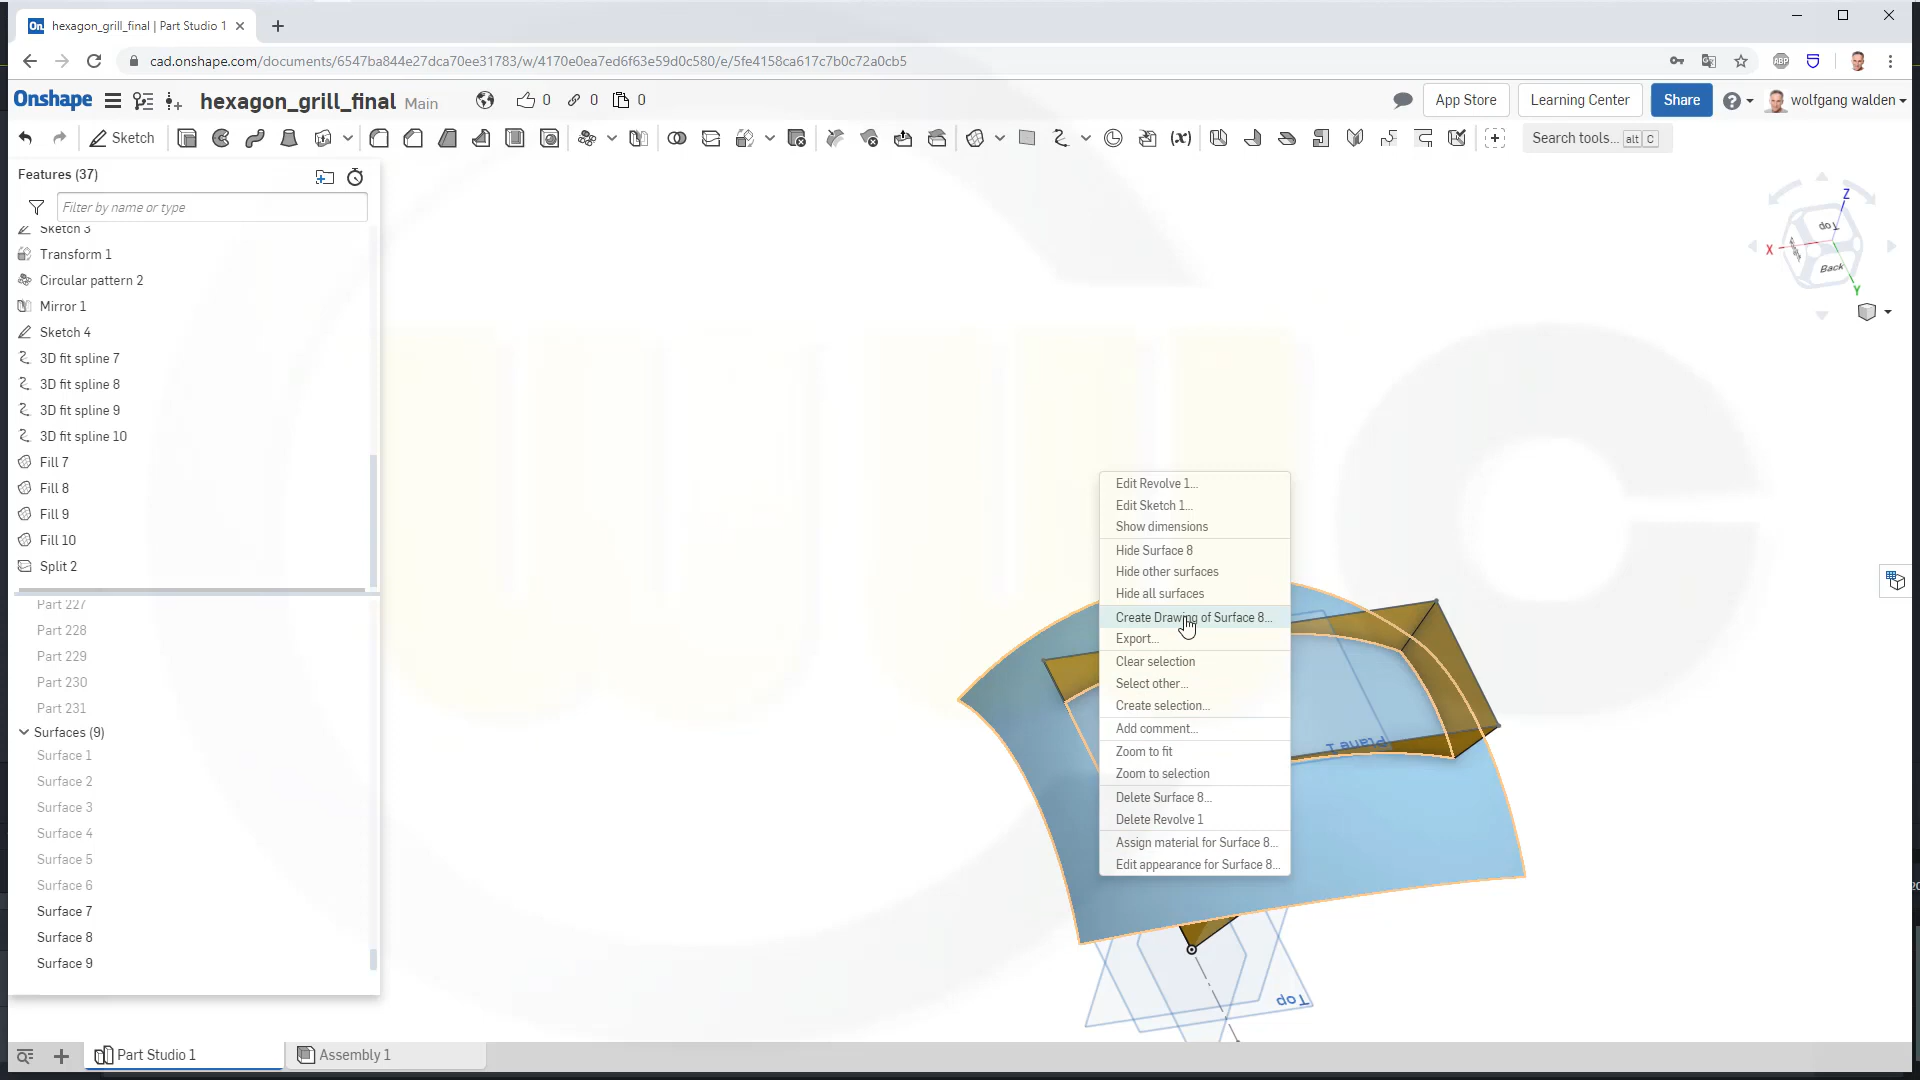 hexagon_grill_final | Part Studio 1
cad.onshape.com/documents/6547ba844e27dca70ee31783/w/4170e0ea7ed6f63e59d0c580/e/5fe4158ca617c7b0c72a0cb5
Onshape
hexagon_grill_final Main
0
0
0
App Store
Learning Center
Share
wolfgang walden
Sketch
Search tools... alt C
Features (37)
Filter by name or type
Sketch 3
Transform 1
Circular pattern 2
Mirror 1
Sketch 4
3D fit spline 7
3D fit spline 8
3D fit spline 9
3D fit spline 10
Fill 7
Fill 8
Fill 9
Fill 10
Split 2
Part 227
Part 228
Part 229
Part 230
Part 231
Surfaces (9)
Surface 1
Surface 2
Surface 3
Surface 4
Surface 5
Surface 6
Surface 7
Surface 8
Surface 9
Edit Revolve 1...
Edit Sketch 1...
Show dimensions
Hide Surface 8
Hide other surfaces
Hide all surfaces
Create Drawing of Surface 8...
Export...
Clear selection
Select other...
Create selection...
Add comment...
Zoom to fit
Zoom to selection
Delete Surface 8...
Delete Revolve 1
Assign material for Surface 8...
Edit appearance for Surface 8...
Plane 1
Top
Z
X
Y
Top
Back
ABP
Part Studio 1
Assembly 1